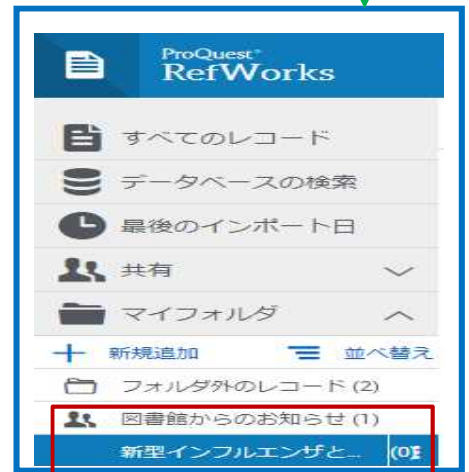 ProQuest®
RefWorks
すべてのレコード
データベースの検索
最後のインポート日
共有
マイフォルダ
新規追加 並べ替え
フォルダ外のレコード (2)
図書館からのお知らせ (1)
新型インフルエンザと... (0)